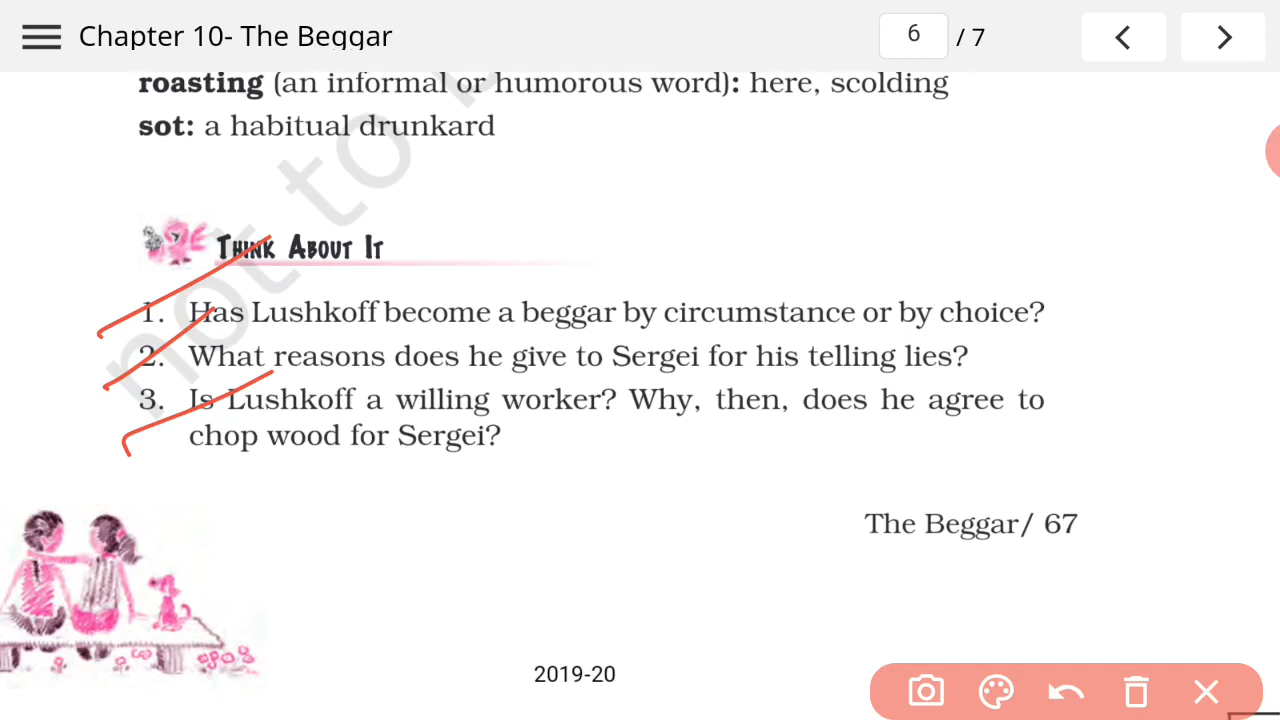 Chapter 10- The Beggar
6 / 7
roasting (an informal or humorous word): here, scolding
sot: a habitual drunkard
not to
Think About It
1. Has Lushkoff become a beggar by circumstance or by choice?
2. What reasons does he give to Sergei for his telling lies?
3. Is Lushkoff a willing worker? Why, then, does he agree to
chop wood for Sergei?
The Beggar/ 67
2019-20